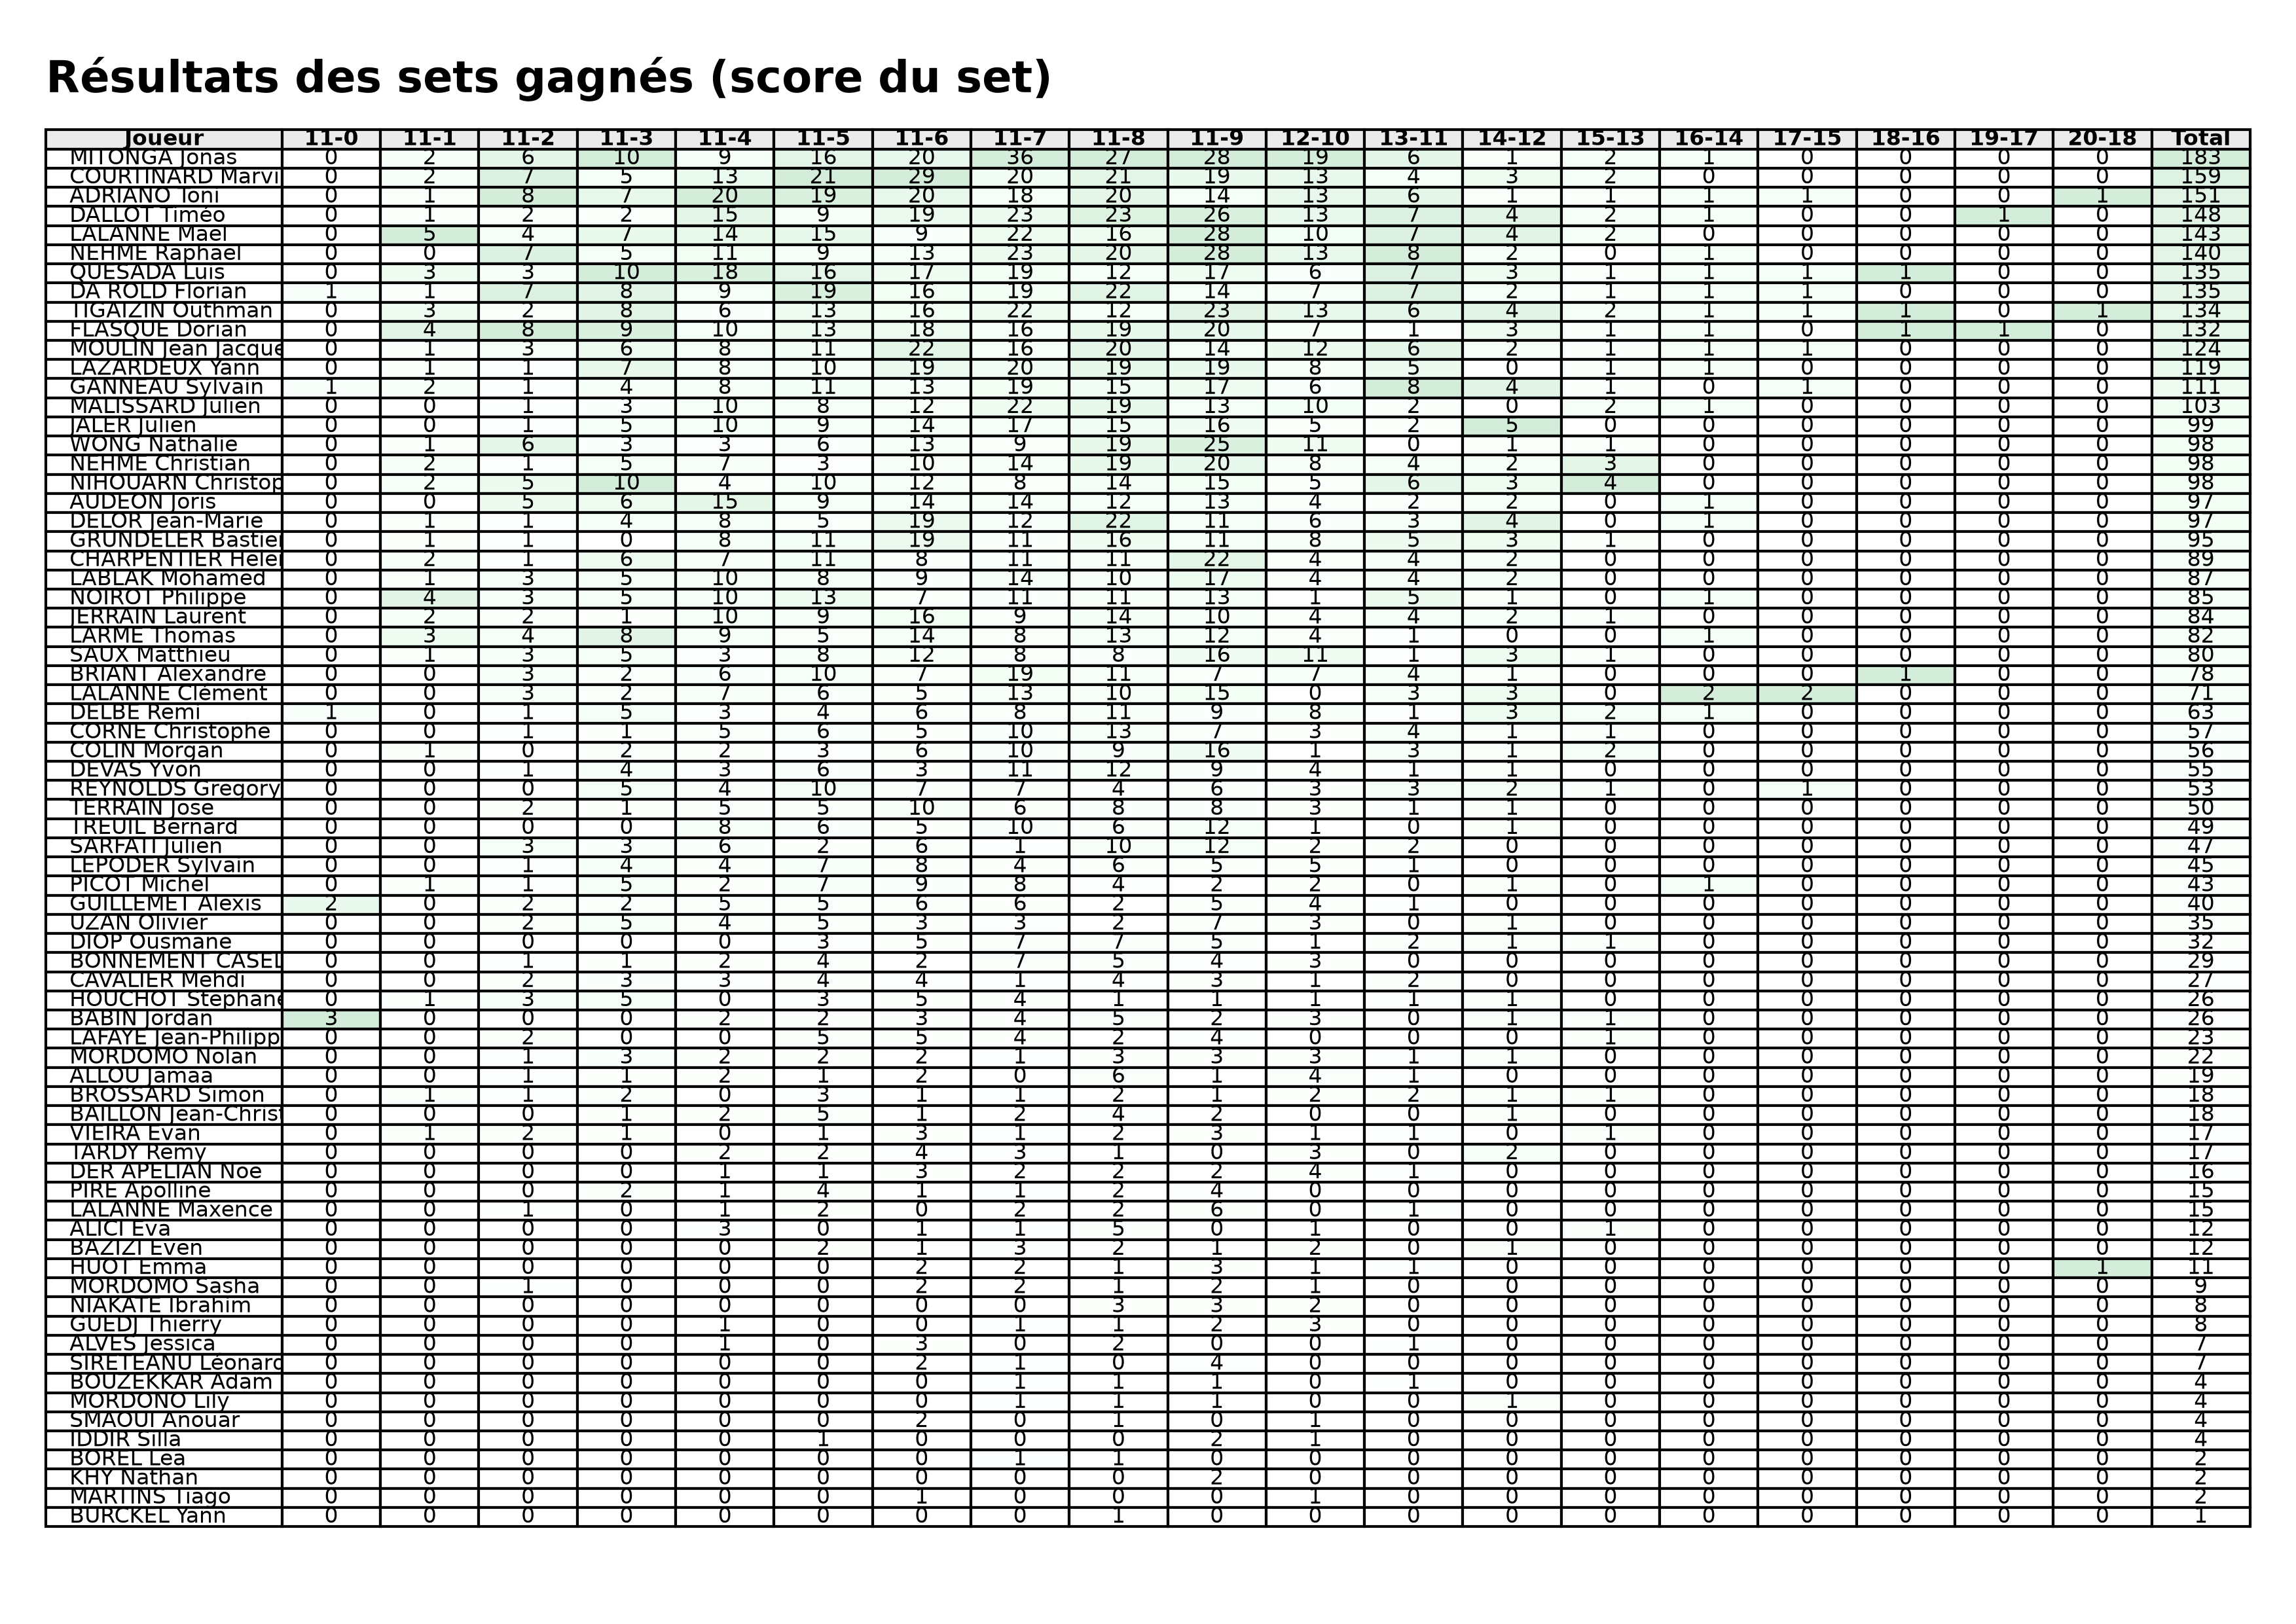 Résultats des sets gagnés (score du set)
Joueur 11-0 11-1 11-2 11-3 11-4 11-5 11-6 11-7 11-8 11-9 12-10 13-11 14-12 15-13 16-14 17-15 18-16 19-17 20-18 Total
MITONGA Jonas 0 2 6 10 9 16 20 36 27 28 19 6 1 2 1 0 0 0 0 183
COURTINARD Marvi 0 2 7 5 13 21 29 20 21 19 13 4 3 2 0 0 0 0 0 159
ADRIANO Toni 0 1 8 7 20 19 20 18 20 14 13 6 1 1 1 1 0 0 1 151
DALLOT Timéo 0 1 2 2 15 9 19 23 23 26 13 7 4 2 1 0 0 1 0 148
LALANNE Mael 0 5 4 7 14 15 9 22 16 28 10 7 4 2 0 0 0 0 0 143
NEHME Raphael 0 0 7 5 11 9 13 23 20 28 13 8 2 0 1 0 0 0 0 140
QUESADA Luis 0 3 3 10 18 16 17 19 12 17 6 7 3 1 1 1 1 0 0 135
DA ROLD Florian 1 1 7 8 9 19 16 19 22 14 7 7 2 1 1 1 0 0 0 135
TIGAIZIN Outhman 0 3 2 8 6 13 16 22 12 23 13 6 4 2 1 1 1 0 1 134
FLASQUE Dorian 0 4 8 9 10 13 18 16 19 20 7 1 3 1 1 0 1 1 0 132
MOULIN Jean Jacque 0 1 3 6 8 11 22 16 20 14 12 6 2 1 1 1 0 0 0 124
LAZARDEUX Yann 0 1 1 7 8 10 19 20 19 19 8 5 0 1 1 0 0 0 0 119
GANNEAU Sylvain 1 2 1 4 8 11 13 19 15 17 6 8 4 1 0 1 0 0 0 111
MALISSARD Julien 0 0 1 3 10 8 12 22 19 13 10 2 0 2 1 0 0 0 0 103
JALER Julien 0 0 1 5 10 9 14 17 15 16 5 2 5 0 0 0 0 0 0 99
WONG Nathalie 0 1 6 3 3 6 13 9 19 25 11 0 1 1 0 0 0 0 0 98
NEHME Christian 0 2 1 5 7 3 10 14 19 20 8 4 2 3 0 0 0 0 0 98
NIHOUARN Christop 0 2 5 10 4 10 12 8 14 15 5 6 3 4 0 0 0 0 0 98
AUDEON Joris 0 0 5 6 15 9 14 14 12 13 4 2 2 0 1 0 0 0 0 97
DELOR Jean-Marie 0 1 1 4 8 5 19 12 22 11 6 3 4 0 1 0 0 0 0 97
GRUNDELER Bastien 0 1 1 0 8 11 19 11 16 11 8 5 3 1 0 0 0 0 0 95
CHARPENTIER Helen 0 2 1 6 7 11 8 11 11 22 4 4 2 0 0 0 0 0 0 89
LABLAK Mohamed 0 1 3 5 10 8 9 14 10 17 4 4 2 0 0 0 0 0 0 87
NOIROT Philippe 0 4 3 5 10 13 7 11 11 13 1 5 1 0 1 0 0 0 0 85
JERRAIN Laurent 0 2 2 1 10 9 16 9 14 10 4 4 2 1 0 0 0 0 0 84
LARME Thomas 0 3 4 8 9 5 14 8 13 12 4 1 0 0 1 0 0 0 0 82
SAUX Matthieu 0 1 3 5 3 8 12 8 8 16 11 1 3 1 0 0 0 0 0 80
BRIANT Alexandre 0 0 3 2 6 10 7 19 11 7 7 4 1 0 0 0 1 0 0 78
LALANNE Clément 0 0 3 2 7 6 5 13 10 15 0 3 3 0 2 2 0 0 0 71
DELBE Remi 1 0 1 5 3 4 6 8 11 9 8 1 3 2 1 0 0 0 0 63
CORNE Christophe 0 0 1 1 5 6 5 10 13 7 3 4 1 1 0 0 0 0 0 57
COLIN Morgan 0 1 0 2 2 3 6 10 9 16 1 3 1 2 0 0 0 0 0 56
DEVAS Yvon 0 0 1 4 3 6 3 11 12 9 4 1 1 0 0 0 0 0 0 55
REYNOLDS Gregory 0 0 0 5 4 10 7 7 4 6 3 3 2 1 0 1 0 0 0 53
TERRAIN Jose 0 0 2 1 5 5 10 6 8 8 3 1 1 0 0 0 0 0 0 50
TREUIL Bernard 0 0 0 0 8 6 5 10 6 12 1 0 1 0 0 0 0 0 0 49
SARFATI Julien 0 0 3 3 6 2 6 1 10 12 2 2 0 0 0 0 0 0 0 47
LEPODER Sylvain 0 0 1 4 4 7 8 4 6 5 5 1 0 0 0 0 0 0 0 45
PICOT Michel 0 1 1 5 2 7 9 8 4 2 2 0 1 0 1 0 0 0 0 43
GUILLEMET Alexis 2 0 2 2 5 5 6 6 2 5 4 1 0 0 0 0 0 0 0 40
UZAN Olivier 0 0 2 5 4 5 3 3 2 7 3 0 1 0 0 0 0 0 0 35
DIOP Ousmane 0 0 0 0 0 3 5 7 7 5 1 2 1 1 0 0 0 0 0 32
BONNEMENT CASEL 0 0 1 1 2 4 2 7 5 4 3 0 0 0 0 0 0 0 0 29
CAVALIER Mehdi 0 0 2 3 3 4 4 1 4 3 1 2 0 0 0 0 0 0 0 27
HOUCHOT Stephane 0 1 3 5 0 3 5 4 1 1 1 1 1 0 0 0 0 0 0 26
BABIN Jordan 3 0 0 0 2 2 3 4 5 2 3 0 1 1 0 0 0 0 0 26
LAFAYE Jean-Philipp 0 0 2 0 0 5 5 4 2 4 0 0 0 1 0 0 0 0 0 23
MORDOMO Nolan 0 0 1 3 2 2 2 1 3 3 3 1 1 0 0 0 0 0 0 22
ALLOU Jamaa 0 0 1 1 2 1 2 0 6 1 4 1 0 0 0 0 0 0 0 19
BROSSARD Simon 0 1 1 2 0 3 1 1 2 1 2 2 1 1 0 0 0 0 0 18
BAILLON Jean-Christ 0 0 0 1 2 5 1 2 4 2 0 0 1 0 0 0 0 0 0 18
VIEIRA Evan 0 1 2 1 0 1 3 1 2 3 1 1 0 1 0 0 0 0 0 17
TARDY Remy 0 0 0 0 2 2 4 3 1 0 3 0 2 0 0 0 0 0 0 17
DER APELIAN Noe 0 0 0 0 1 1 3 2 2 2 4 1 0 0 0 0 0 0 0 16
PIRE Apolline 0 0 0 2 1 4 1 1 2 4 0 0 0 0 0 0 0 0 0 15
LALANNE Maxence 0 0 1 0 1 2 0 2 2 6 0 1 0 0 0 0 0 0 0 15
ALICI Eva 0 0 0 0 3 0 1 1 5 0 1 0 0 1 0 0 0 0 0 12
BAZIZI Even 0 0 0 0 0 2 1 3 2 1 2 0 1 0 0 0 0 0 0 12
HUOT Emma 0 0 0 0 0 0 2 2 1 3 1 1 0 0 0 0 0 0 1 11
MORDOMO Sasha 0 0 1 0 0 0 2 2 1 2 1 0 0 0 0 0 0 0 0 9
NIAKATE Ibrahim 0 0 0 0 0 0 0 0 3 3 2 0 0 0 0 0 0 0 0 8
GUEDJ Thierry 0 0 0 0 1 0 0 1 1 2 3 0 0 0 0 0 0 0 0 8
ALVES Jessica 0 0 0 0 1 0 3 0 2 0 0 1 0 0 0 0 0 0 0 7
SIRETEANU Léonard 0 0 0 0 0 0 2 1 0 4 0 0 0 0 0 0 0 0 0 7
BOUZEKKAR Adam 0 0 0 0 0 0 0 1 1 1 0 1 0 0 0 0 0 0 0 4
MORDONO Lily 0 0 0 0 0 0 0 1 1 1 0 0 1 0 0 0 0 0 0 4
SMAOUI Anouar 0 0 0 0 0 0 2 0 1 0 1 0 0 0 0 0 0 0 0 4
IDDIR Silla 0 0 0 0 0 1 0 0 0 2 1 0 0 0 0 0 0 0 0 4
BOREL Lea 0 0 0 0 0 0 0 1 1 0 0 0 0 0 0 0 0 0 0 2
KHY Nathan 0 0 0 0 0 0 0 0 0 2 0 0 0 0 0 0 0 0 0 2
MARTINS Tiago 0 0 0 0 0 0 1 0 0 0 1 0 0 0 0 0 0 0 0 2
BURCKEL Yann 0 0 0 0 0 0 0 0 1 0 0 0 0 0 0 0 0 0 0 1